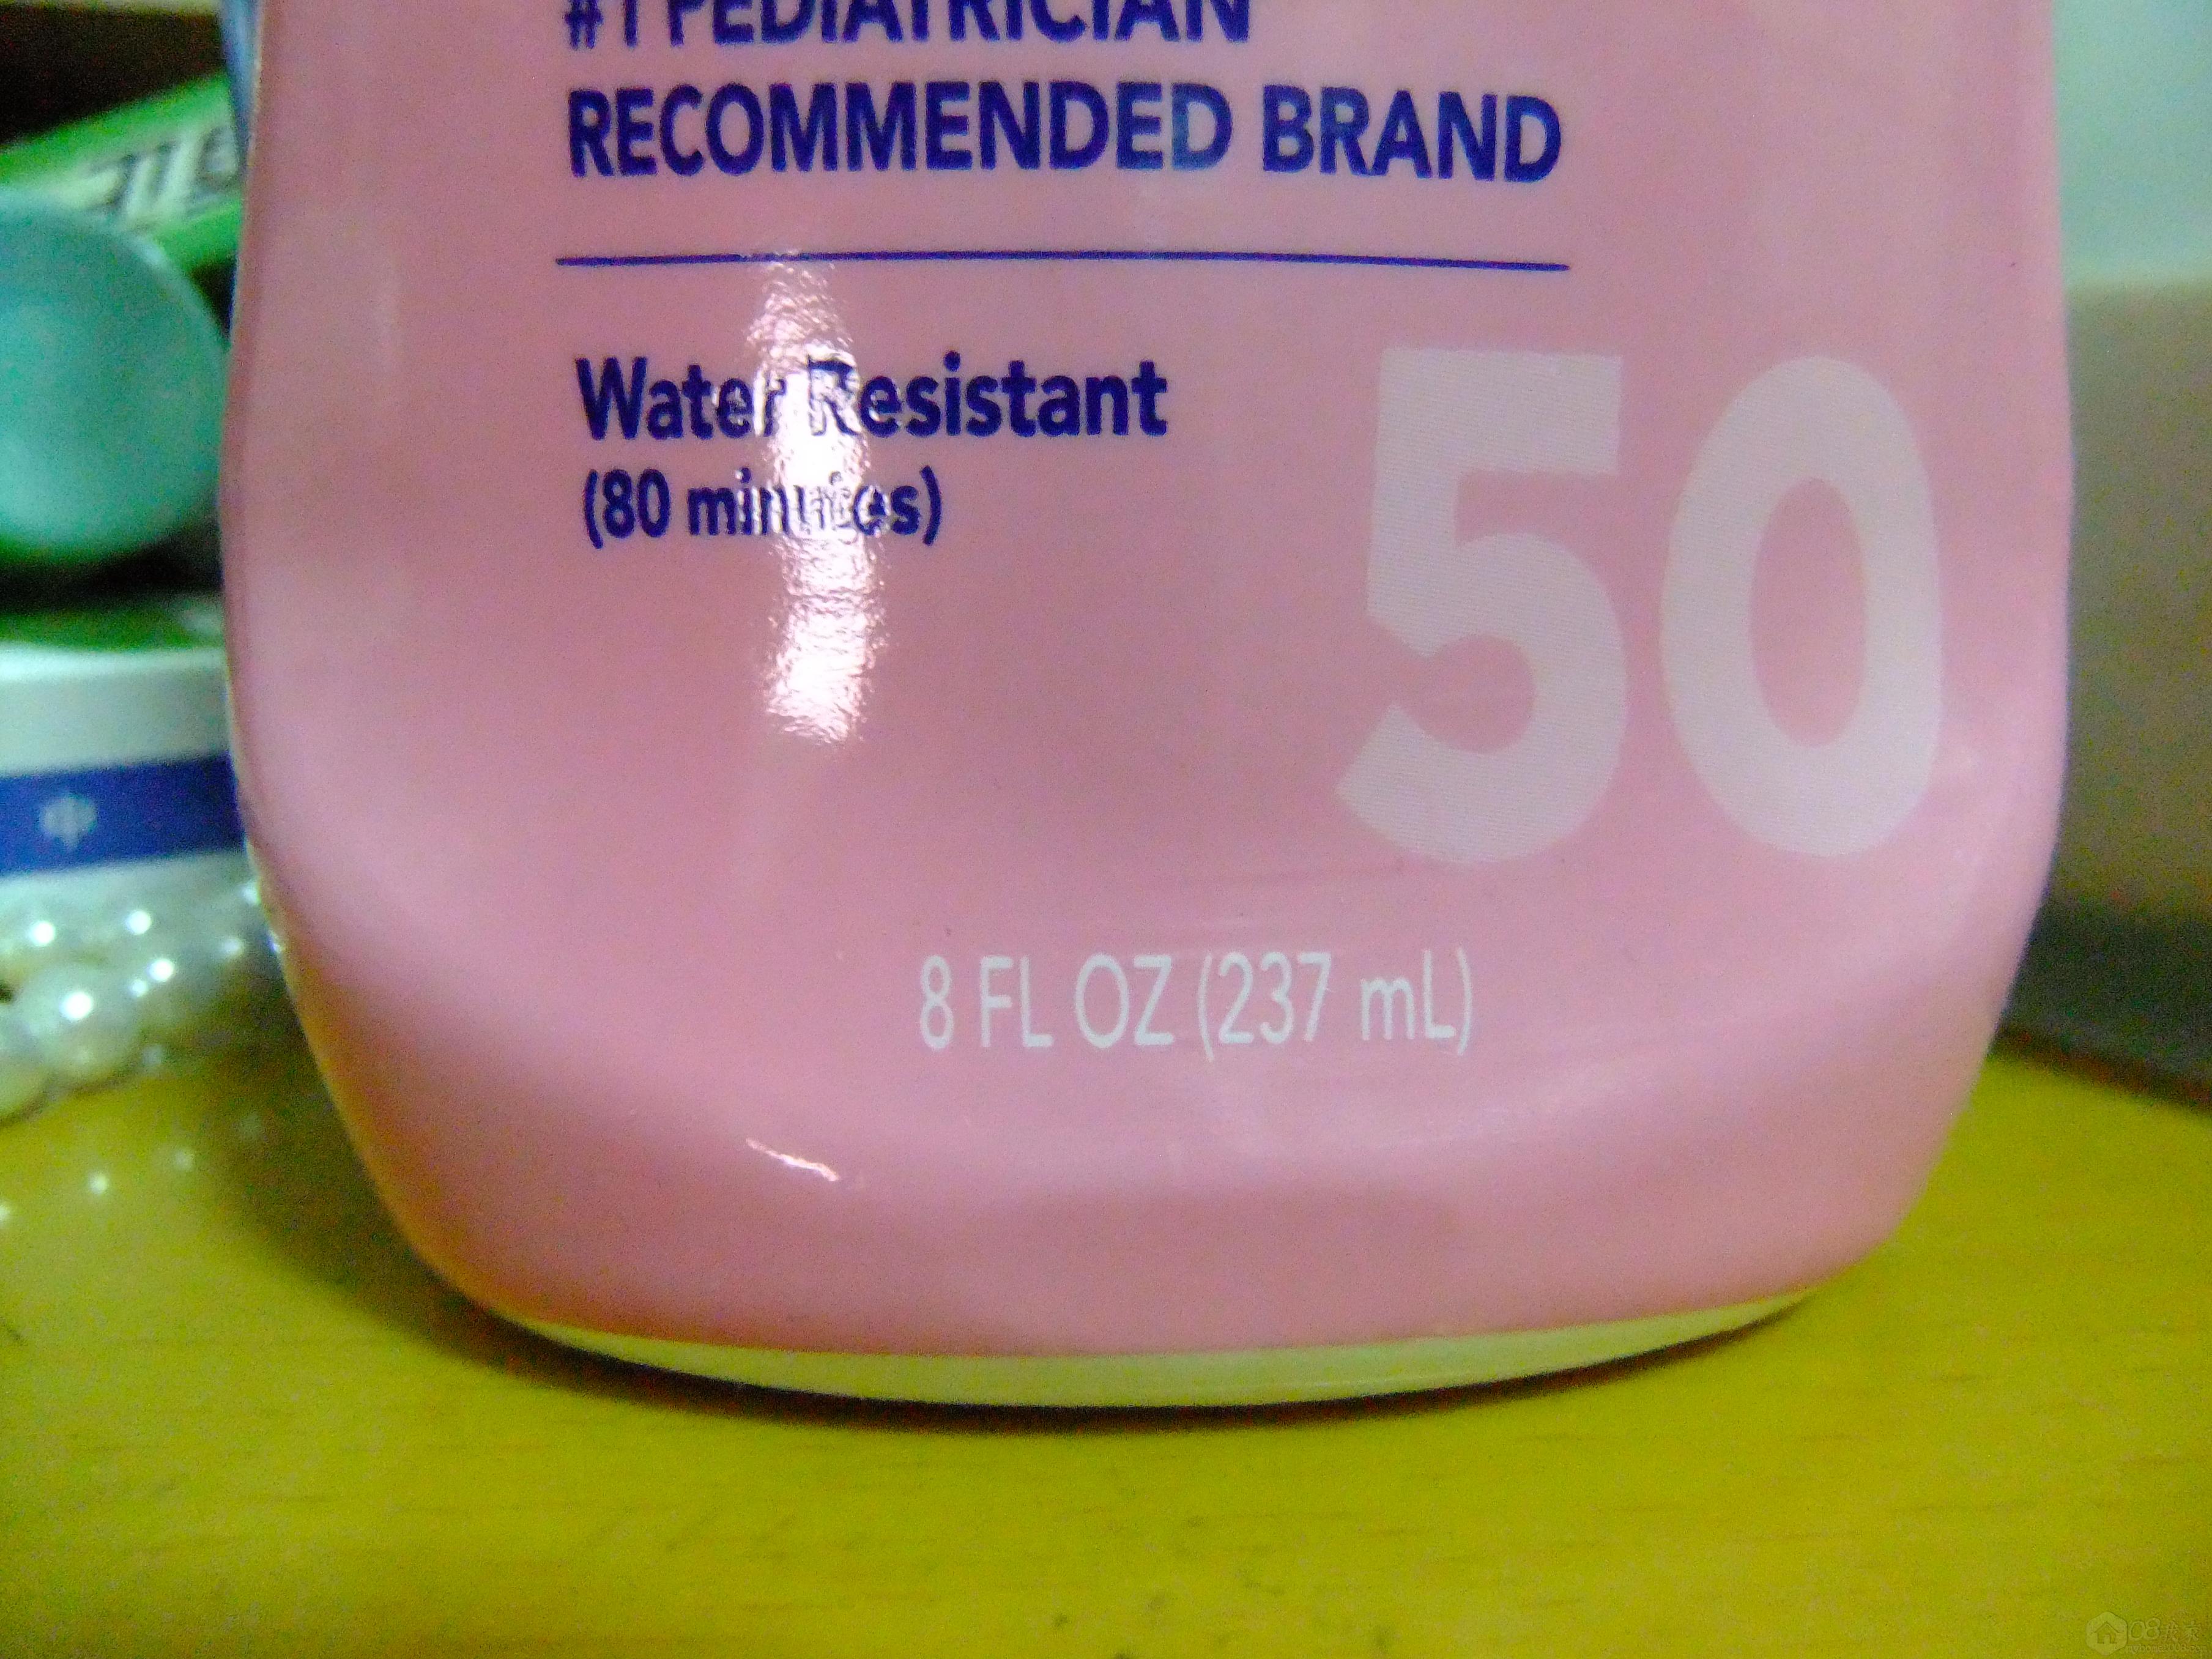 #1 PEDIATRICIAN
RECOMMENDED BRAND
Water Resistant
(80 minutes)
50
8 FL OZ (237 mL)